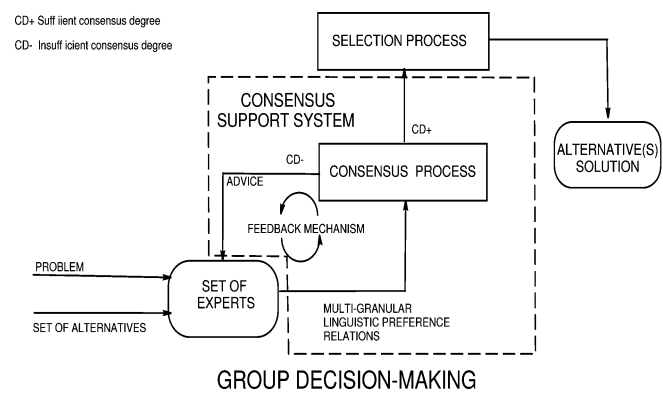 CD+ Suff iient consensus degree
CD- Insuff icient consensus degree
SELECTION PROCESS
CONSENSUS
SUPPORT SYSTEM
CD+
ALTERNATIVE(S)
SOLUTION
CD-
CONSENSUS PROCESS
ADVICE
FEEDBACK MECHANISM
PROBLEM
SET OF
EXPERTS
SET OF ALTERNATIVES
MULTI-GRANULAR
LINGUISTIC PREFERENCE
RELATIONS
GROUP DECISION-MAKING